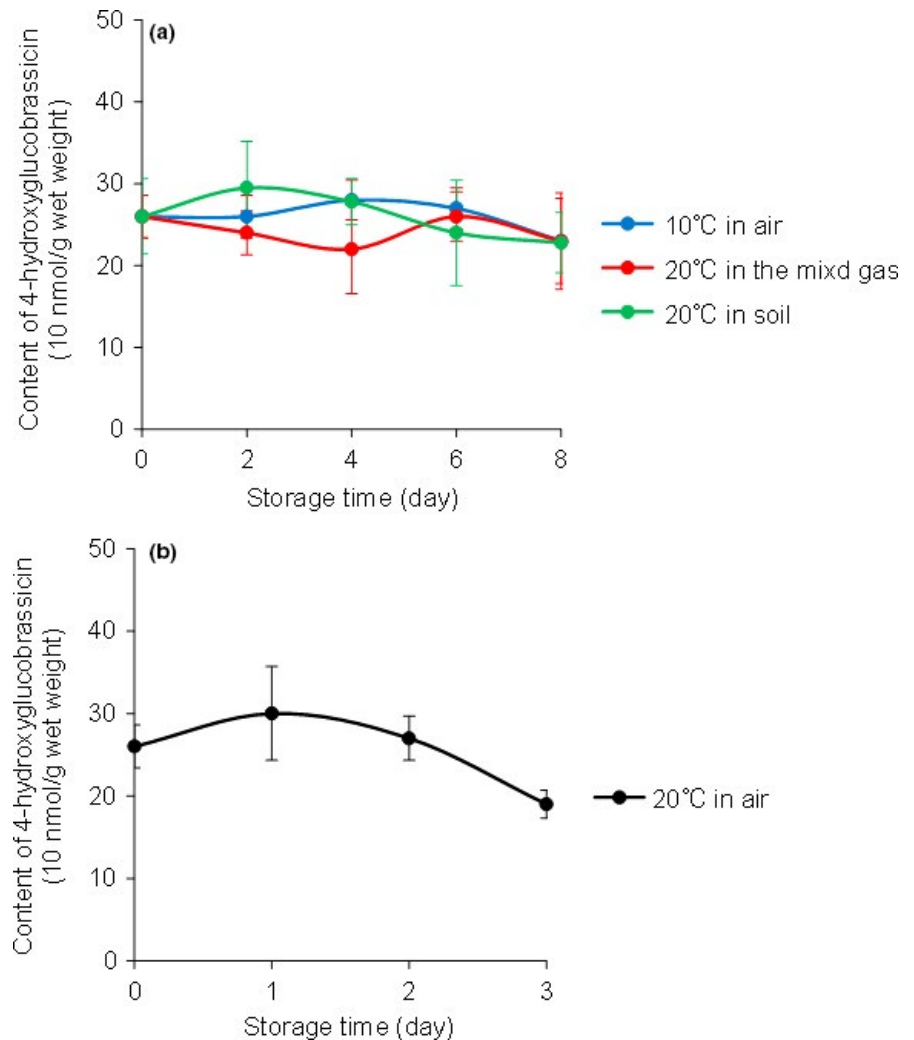 (a)
Content of 4-hydroxyglucobrassicin
(10 nmol/g wet weight)
50
40
30
20
10
0
0 2 4 6 8
Storage time (day)
10℃ in air
20℃ in the mixd gas
20℃ in soil
(b)
Content of 4-hydroxyglucobrassicin
(10 nmol/g wet weight)
50
40
30
20
10
0
0 1 2 3
Storage time (day)
20℃ in air